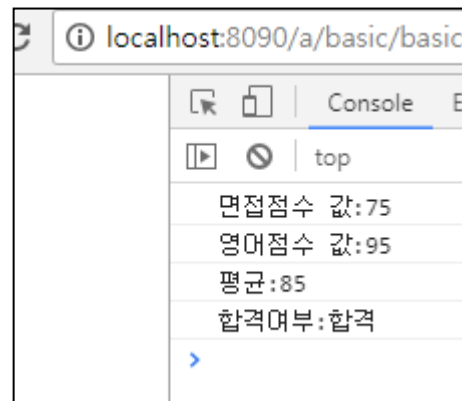 localhost:8090/a/basic/basic
Console
top
면접점수 값:75
영어점수 값:95
평균:85
합격여부:합격